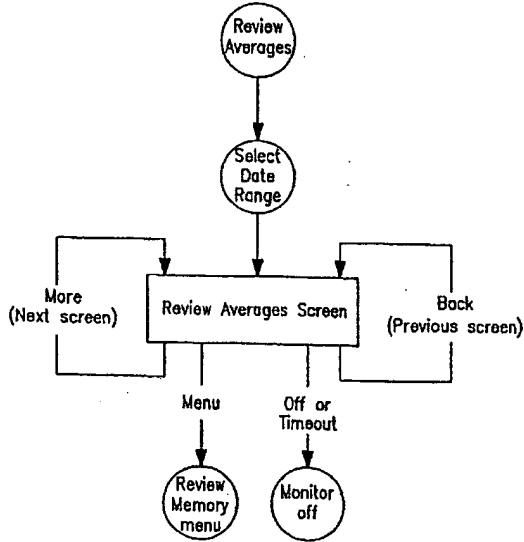 Review
Averages
Select
Date
Range
More
(Next screen)
Review Averages Screen
Back
(Previous screen)
Menu
Off or
Timeout
Review
Memory
menu
Monitor
off